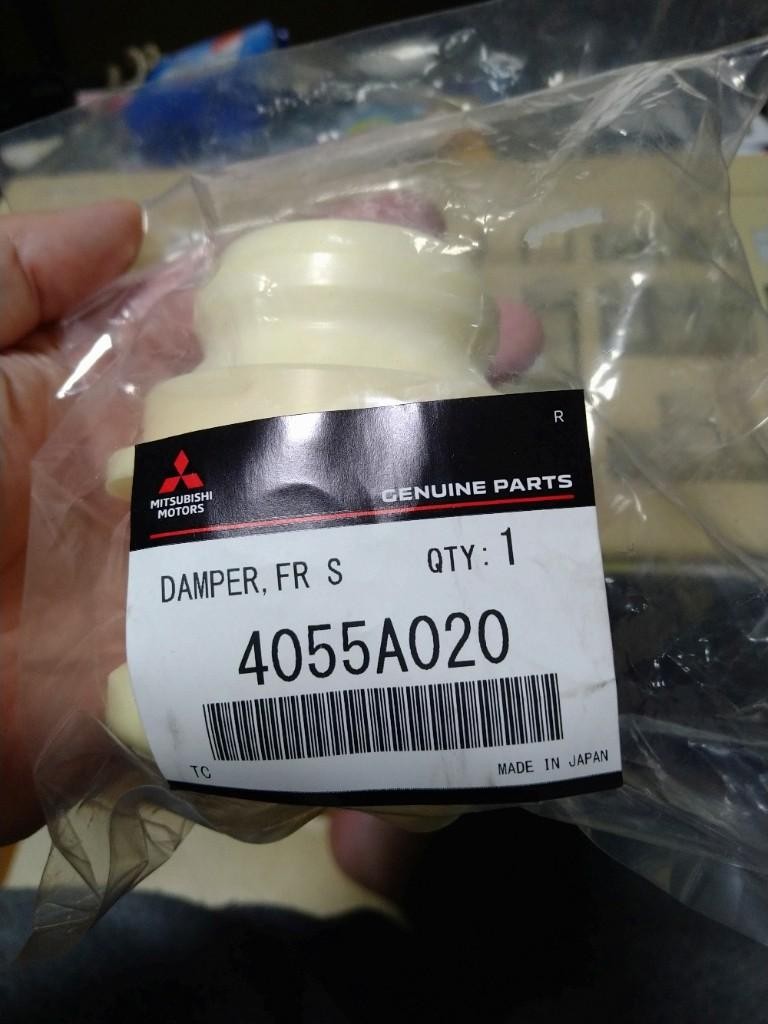 R
MITSUBISHI
MOTORS
GENUINE PARTS
DAMPER, FR S QTY: 1
4055A020
TC MADE IN JAPAN